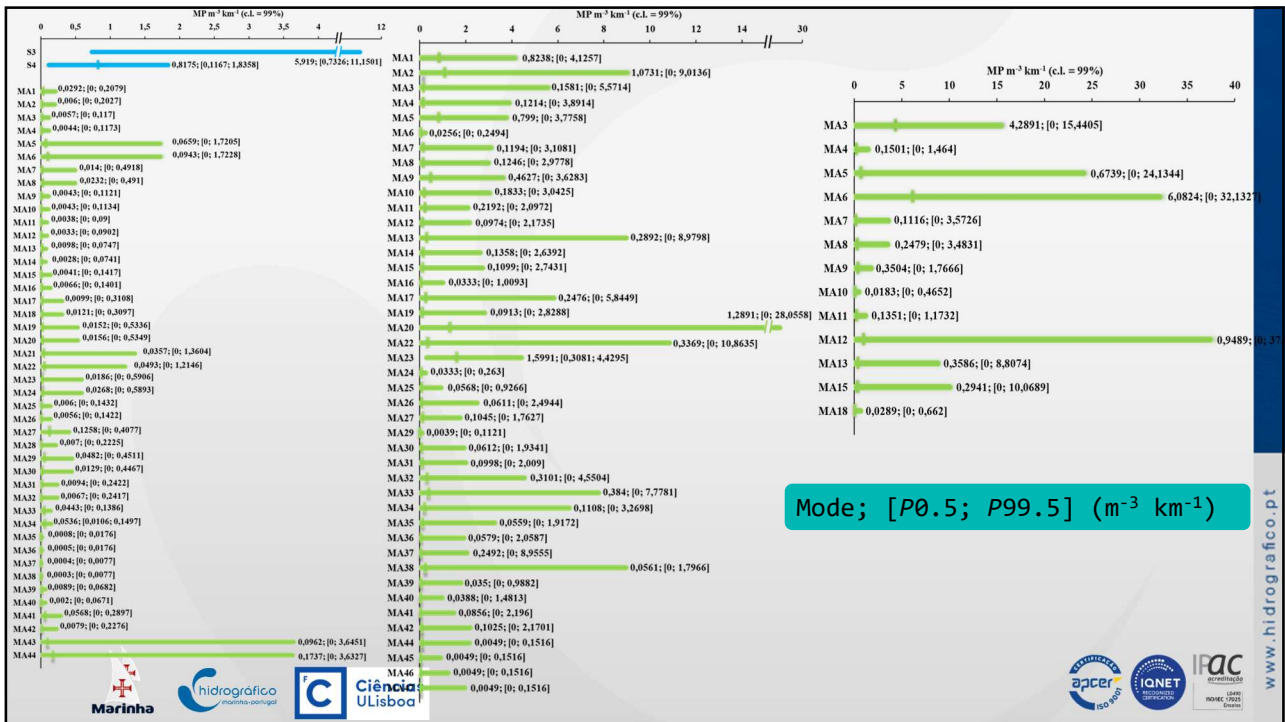 MP m⁻³ km⁻¹ (c.l. = 99%)
0 0,5 1 1,5 2 2,5 3 3,5 4 12
S3 5,919; [0,7326; 11,1501]
S4 0,8175; [0,1167; 1,8358]
MA1 0,0292; [0; 0,2079]
MA2 0,006; [0; 0,2027]
MA3 0,0057; [0; 0,117]
MA4 0,0044; [0; 0,1173]
MA5 0,0659; [0; 1,7205]
MA6 0,0943; [0; 1,7228]
MA7 0,014; [0; 0,4918]
MA8 0,0232; [0; 0,491]
MA9 0,0043; [0; 0,1121]
MA10 0,0043; [0; 0,1134]
MA11 0,0038; [0; 0,09]
MA12 0,0033; [0; 0,0902]
MA13 0,0098; [0; 0,0747]
MA14 0,0028; [0; 0,0741]
MA15 0,0041; [0; 0,1417]
MA16 0,0066; [0; 0,1401]
MA17 0,0099; [0; 0,3108]
MA18 0,0121; [0; 0,3097]
MA19 0,0152; [0; 0,5336]
MA20 0,0156; [0; 0,5349]
MA21 0,0357; [0; 1,3604]
MA22 0,0493; [0; 1,2146]
MA23 0,0186; [0; 0,5906]
MA24 0,0268; [0; 0,5893]
MA25 0,006; [0; 0,1432]
MA26 0,0056; [0; 0,1422]
MA27 0,1258; [0; 0,4077]
MA28 0,007; [0; 0,2225]
MA29 0,0482; [0; 0,4511]
MA30 0,0129; [0; 0,4467]
MA31 0,0094; [0; 0,2422]
MA32 0,0067; [0; 0,2417]
MA33 0,0443; [0; 0,1386]
MA34 0,0536; [0,0106; 0,1497]
MA35 0,0008; [0; 0,0176]
MA36 0,0005; [0; 0,0176]
MA37 0,0004; [0; 0,0077]
MA38 0,0003; [0; 0,0077]
MA39 0,0089; [0; 0,0682]
MA40 0,002; [0; 0,0671]
MA41 0,0568; [0; 0,2897]
MA42 0,0079; [0; 0,2276]
MA43 0,0962; [0; 3,6451]
MA44 0,1737; [0; 3,6327]
MP m⁻³ km⁻¹ (c.l. = 99%)
0 2 4 6 8 10 12 14 30
MA1 0,8238; [0; 4,1257]
MA2 1,0731; [0; 9,0136]
MA3 0,1581; [0; 5,5714]
MA4 0,1214; [0; 3,8914]
MA5 0,799; [0; 3,7758]
MA6 0,0256; [0; 0,2494]
MA7 0,1194; [0; 3,1081]
MA8 0,1246; [0; 2,9778]
MA9 0,4627; [0; 3,6283]
MA10 0,1833; [0; 3,0425]
MA11 0,2192; [0; 2,0972]
MA12 0,0974; [0; 2,1735]
MA13 0,2892; [0; 8,9798]
MA14 0,1358; [0; 2,6392]
MA15 0,1099; [0; 2,7431]
MA16 0,0333; [0; 1,0093]
MA17 0,2476; [0; 5,8449]
MA19 0,0913; [0; 2,8288]
MA20 1,2891; [0; 28,0558]
MA22 0,3369; [0; 10,8635]
MA23 1,5991; [0,3081; 4,4295]
MA24 0,0333; [0; 0,263]
MA25 0,0568; [0; 0,9266]
MA26 0,0611; [0; 2,4944]
MA27 0,1045; [0; 1,7627]
MA29 0,0039; [0; 0,1121]
MA30 0,0612; [0; 1,9341]
MA31 0,0998; [0; 2,009]
MA32 0,3101; [0; 4,5504]
MA33 0,384; [0; 7,7781]
MA34 0,1108; [0; 3,2698]
MA35 0,0559; [0; 1,9172]
MA36 0,0579; [0; 2,0587]
MA37 0,2492; [0; 8,9555]
MA38 0,0561; [0; 1,7966]
MA39 0,035; [0; 0,9882]
MA40 0,0388; [0; 1,4813]
MA41 0,0856; [0; 2,196]
MA42 0,1025; [0; 2,1701]
MA44 0,0049; [0; 0,1516]
MA45 0,0049; [0; 0,1516]
MA46 0,0049; [0; 0,1516]
0,0049; [0; 0,1516]
MP m⁻³ km⁻¹ (c.l. = 99%)
0 5 10 15 20 25 30 35 40
MA3 4,2891; [0; 15,4405]
MA4 0,1501; [0; 1,464]
MA5 0,6739; [0; 24,1344]
MA6 6,0824; [0; 32,1327]
MA7 0,1116; [0; 3,5726]
MA8 0,2479; [0; 3,4831]
MA9 0,3504; [0; 1,7666]
MA10 0,0183; [0; 0,4652]
MA11 0,1351; [0; 1,1732]
MA12 0,9489; [0; 37
MA13 0,3586; [0; 8,8074]
MA15 0,2941; [0; 10,0689]
MA18 0,0289; [0; 0,662]
Mode; [P0.5; P99.5] (m⁻³ km⁻¹)
www.hidrografico.pt
Marinha
hidrográfico
marinha-portugal
F C Ciências
ULisboa
CERTIFICAÇÃO
apcer
ISO 9001
IQNET
RECOGNIZED
CERTIFICATION
IPac
acreditação
L0490
ISO/IEC 17025
Ensaios